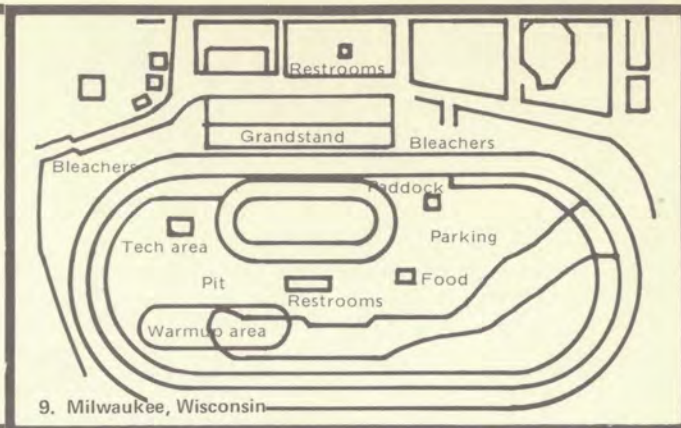 Restrooms
Grandstand
Bleachers
Bleachers
Paddock
Tech area
Parking
Pit
Food
Restrooms
Warmup area
9. Milwaukee, Wisconsin